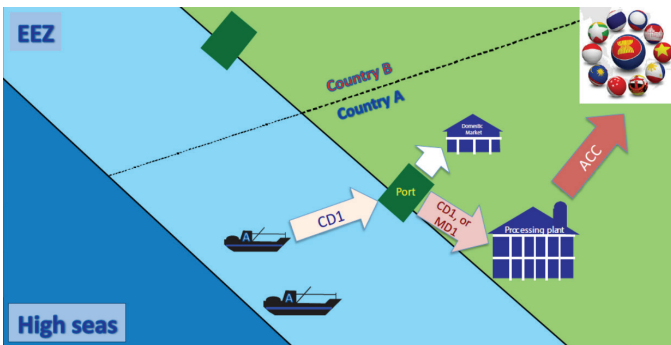 EEZ
Country B
Country A
Domestic
Market
Port
ACC
CD1
CD1, or
MD1
Processing plant
A
A
High seas